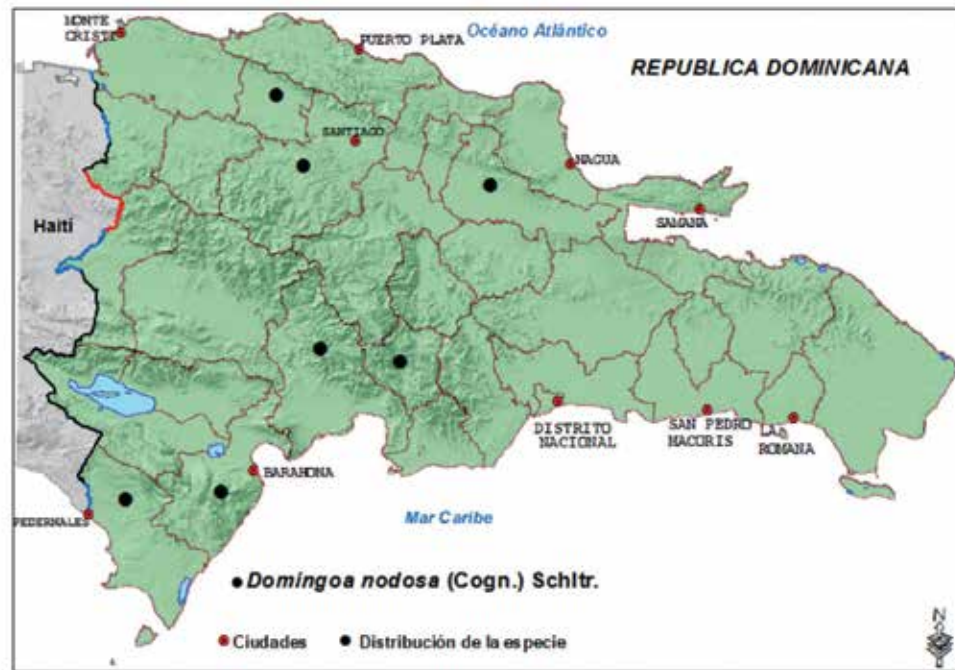 MONTE
CRISTI
PUERTO PLATA
Océano Atlántico
REPUBLICA DOMINICANA
SANTIAGO
NAGUA
SAMANA
Haití
DISTRITO
NACIONAL
SAN PEDRO
MACORIS
LA
ROMANA
BARAHONA
PEDERNALES
Mar Caribe
Domingoa nodosa (Cogn.) Schltr.
Ciudades
Distribución de la especie
N